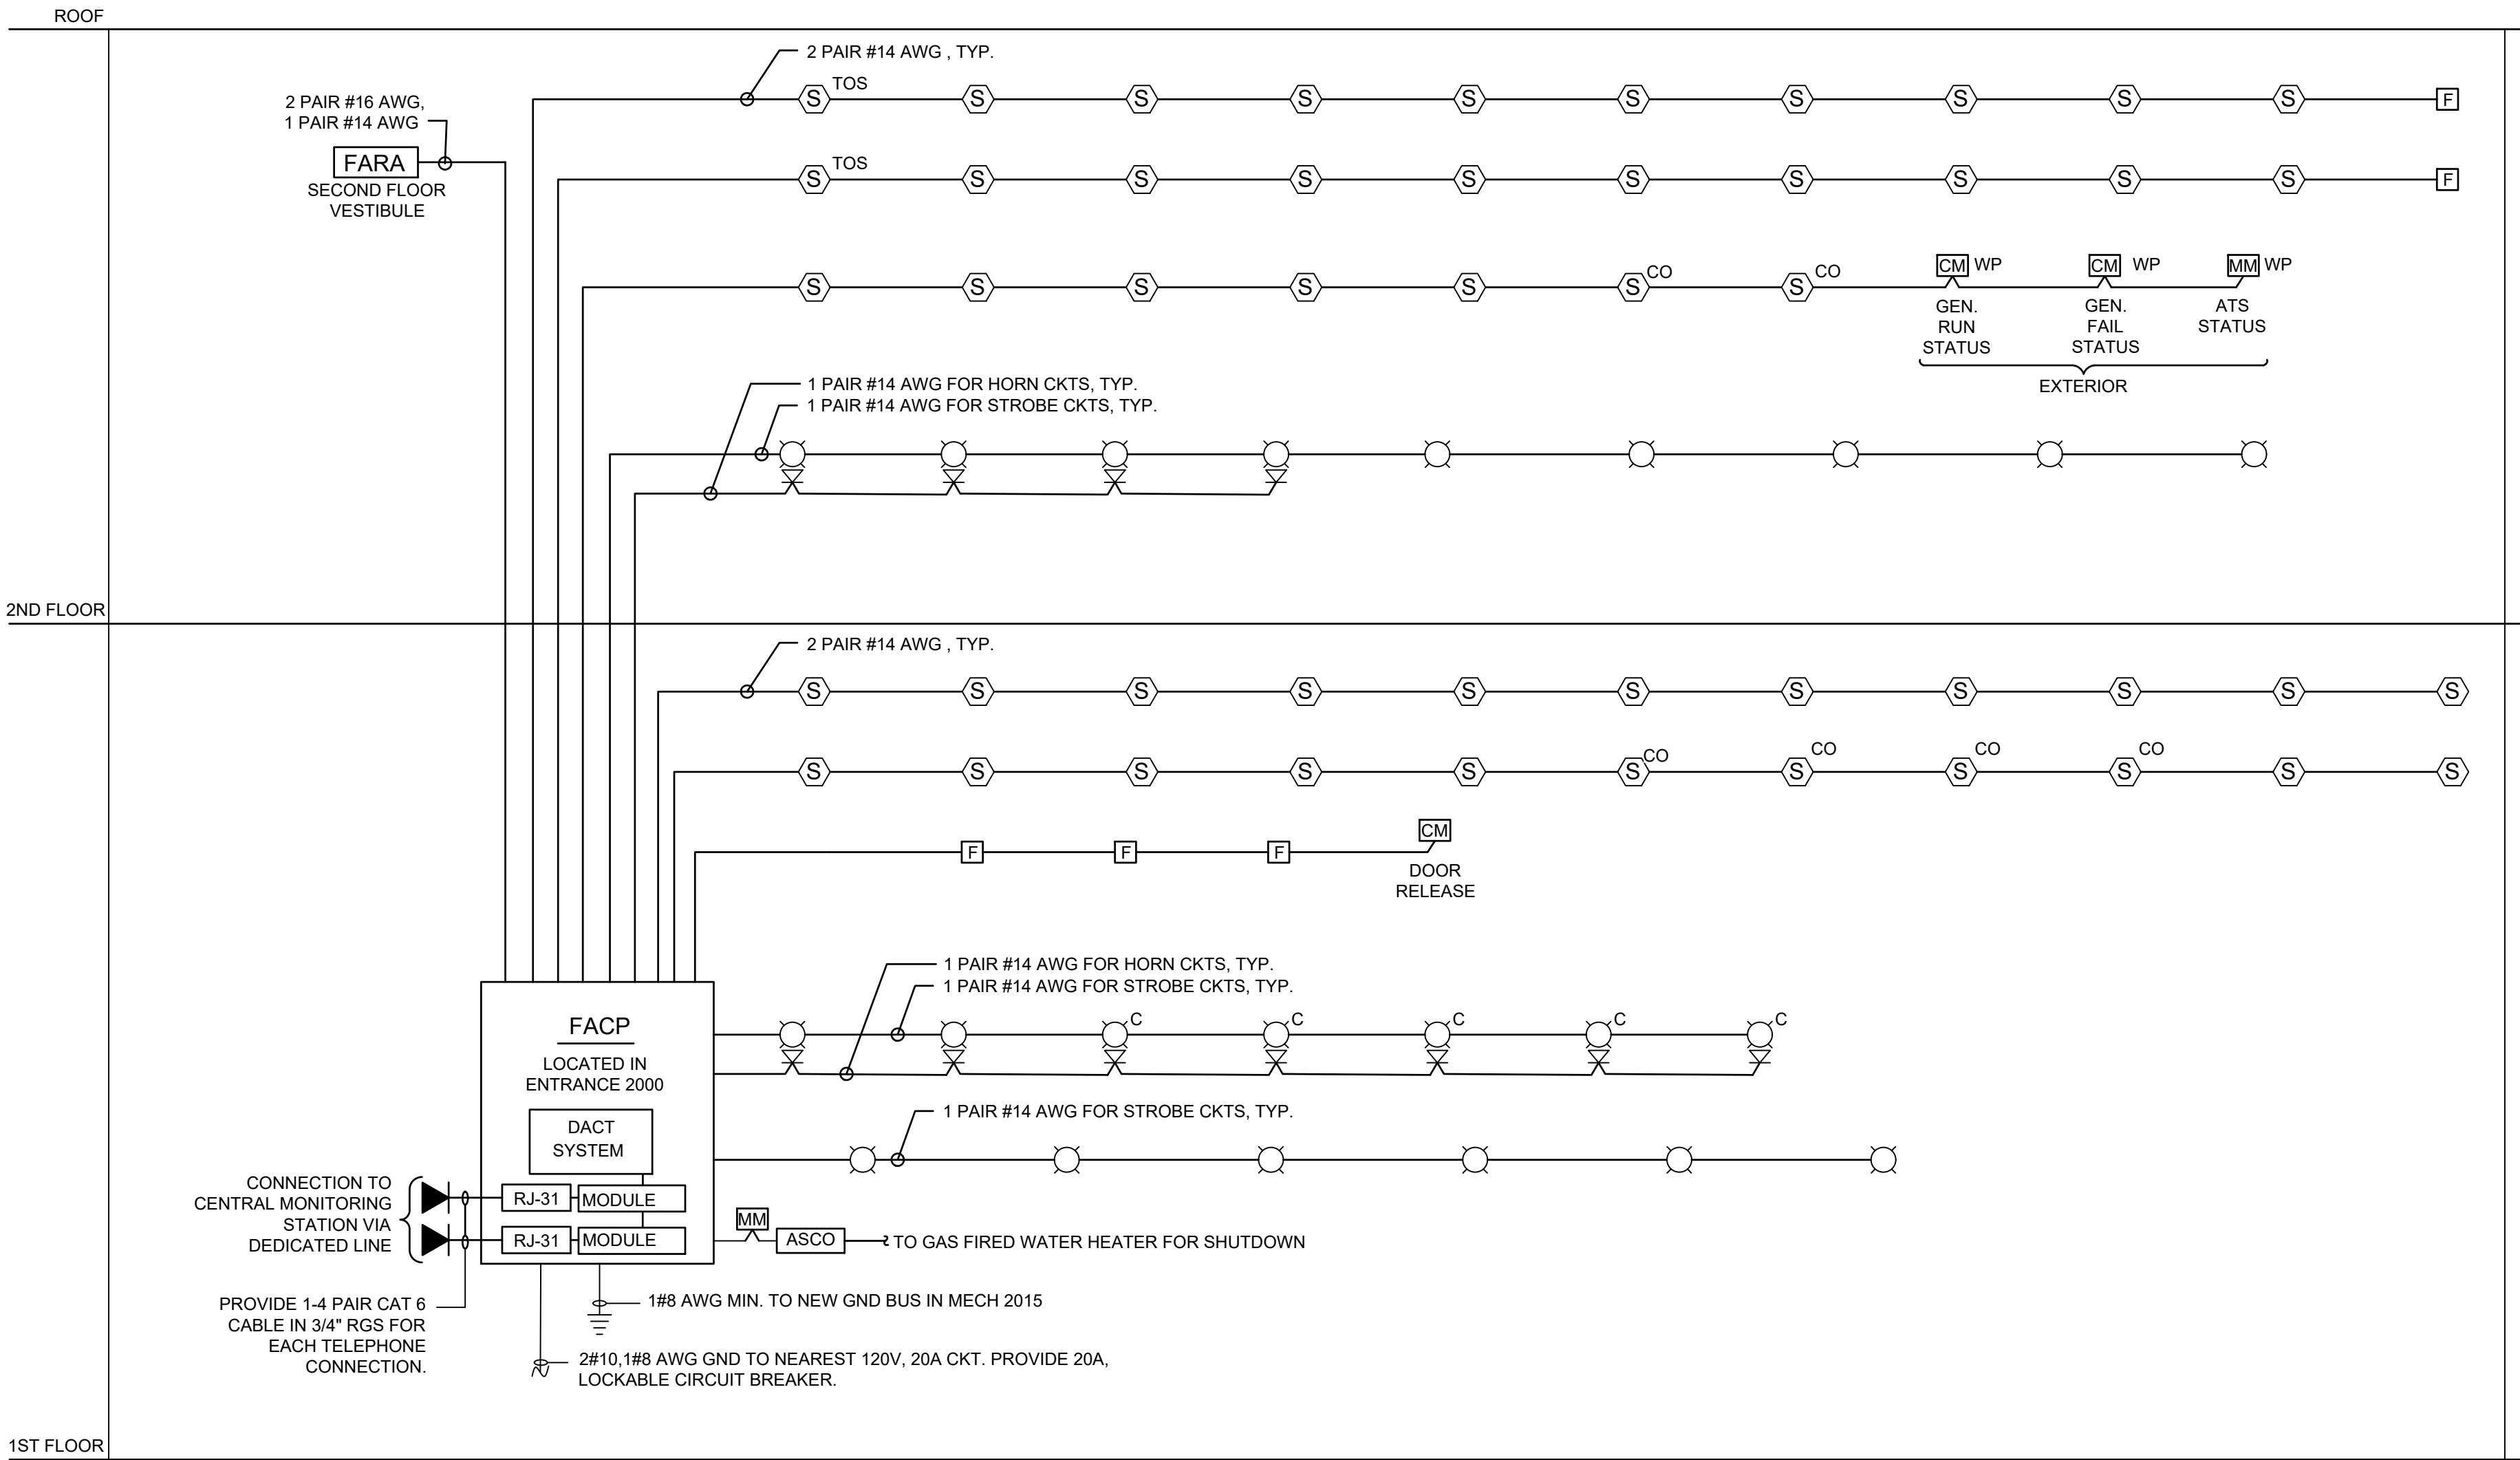 ROOF
2 PAIR #14 AWG , TYP.
S TOS S S S S S S S S S F
2 PAIR #16 AWG,
1 PAIR #14 AWG
FARA
SECOND FLOOR
VESTIBULE
S TOS S S S S S S S S S F
S S S S S S CO S CO CM WP CM WP MM WP
GEN.
RUN
STATUS
GEN.
FAIL
STATUS
ATS
STATUS
EXTERIOR
1 PAIR #14 AWG FOR HORN CKTS, TYP.
1 PAIR #14 AWG FOR STROBE CKTS, TYP.
2ND FLOOR
2 PAIR #14 AWG , TYP.
S S S S S S S S S S S
S S S S S S CO S CO S CO S CO S S
F F F CM
DOOR
RELEASE
1 PAIR #14 AWG FOR HORN CKTS, TYP.
1 PAIR #14 AWG FOR STROBE CKTS, TYP.
C C C C C
FACP
LOCATED IN
ENTRANCE 2000
1 PAIR #14 AWG FOR STROBE CKTS, TYP.
DACT
SYSTEM
CONNECTION TO
CENTRAL MONITORING
STATION VIA
DEDICATED LINE
RJ-31 MODULE
RJ-31 MODULE
MM
ASCO TO GAS FIRED WATER HEATER FOR SHUTDOWN
PROVIDE 1-4 PAIR CAT 6
CABLE IN 3/4" RGS FOR
EACH TELEPHONE
CONNECTION.
1#8 AWG MIN. TO NEW GND BUS IN MECH 2015
2#10,1#8 AWG GND TO NEAREST 120V, 20A CKT. PROVIDE 20A,
LOCKABLE CIRCUIT BREAKER.
1ST FLOOR